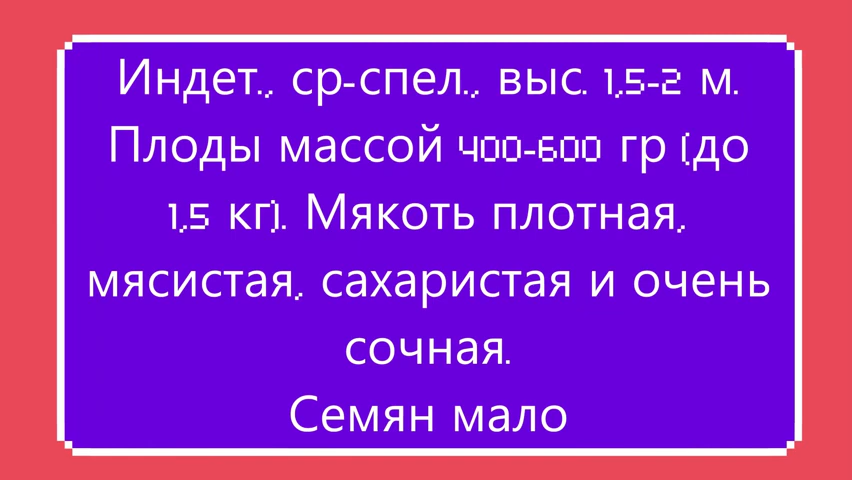 Индет., ср-спел., выс. 1,5-2 м.
Плоды массой 400-600 гр (до
1,5 кг). Мякоть плотная,
мясистая, сахаристая и очень
сочная.
Семян мало